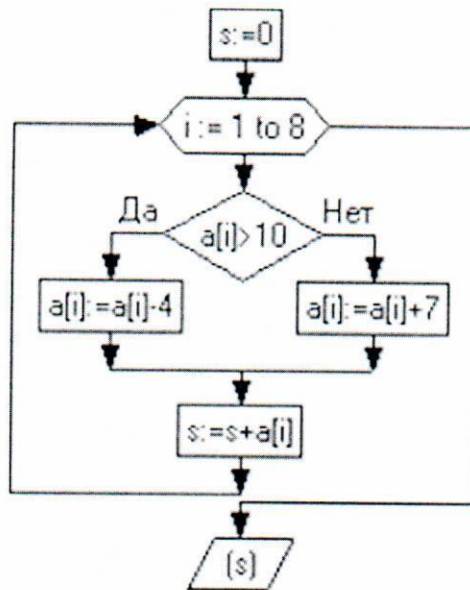 s:=0
i := 1 to 8
Да
Нет
a[i]>10
a[i]:=a[i]-4
a[i]:=a[i]+7
s:=s+a[i]
(s)